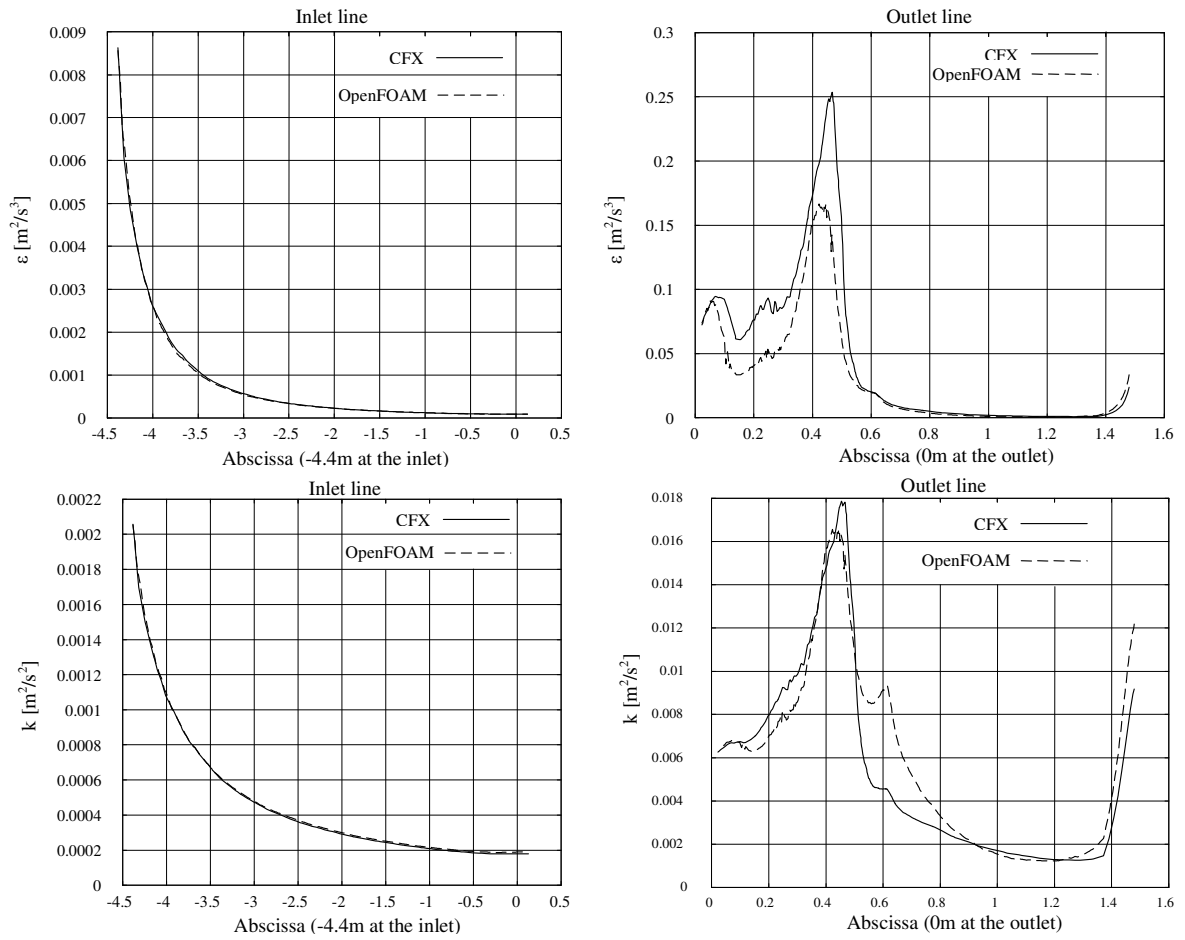 Inlet line
0.009
0.008
0.007
0.006
0.005
0.004
0.003
0.002
0.001
0
ε [m²/s³]
CFX
OpenFOAM
-4.5 -4 -3.5 -3 -2.5 -2 -1.5 -1 -0.5 0 0.5
Abscissa (-4.4m at the inlet)
Outlet line
0.3
0.25
0.2
0.15
0.1
0.05
0
ε [m²/s³]
CFX
OpenFOAM
0 0.2 0.4 0.6 0.8 1 1.2 1.4 1.6
Abscissa (0m at the outlet)
Inlet line
0.0022
0.002
0.0018
0.0016
0.0014
0.0012
0.001
0.0008
0.0006
0.0004
0.0002
0
k [m²/s²]
CFX
OpenFOAM
-4.5 -4 -3.5 -3 -2.5 -2 -1.5 -1 -0.5 0 0.5
Abscissa (-4.4m at the inlet)
Outlet line
0.018
0.016
0.014
0.012
0.01
0.008
0.006
0.004
0.002
0
k [m²/s²]
CFX
OpenFOAM
0 0.2 0.4 0.6 0.8 1 1.2 1.4 1.6
Abscissa (0m at the outlet)